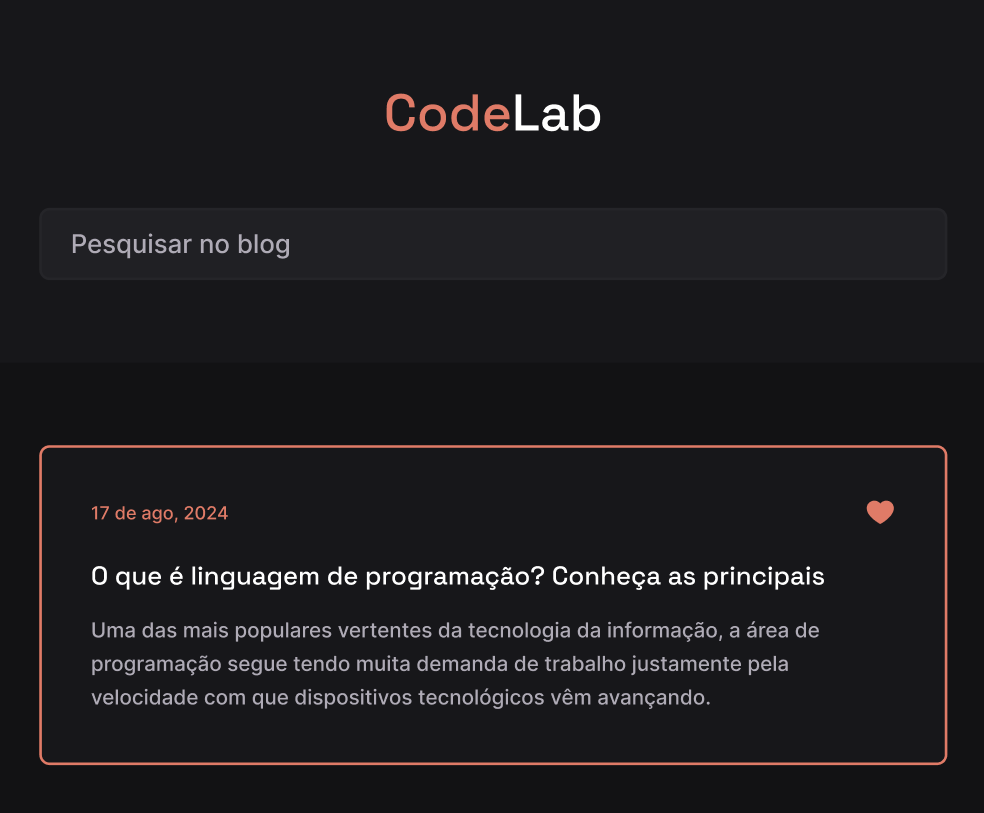 CodeLab
Pesquisar no blog
17 de ago, 2024
O que é linguagem de programação? Conheça as principais
Uma das mais populares vertentes da tecnologia da informação, a área de
programação segue tendo muita demanda de trabalho justamente pela
velocidade com que dispositivos tecnológicos vêm avançando.